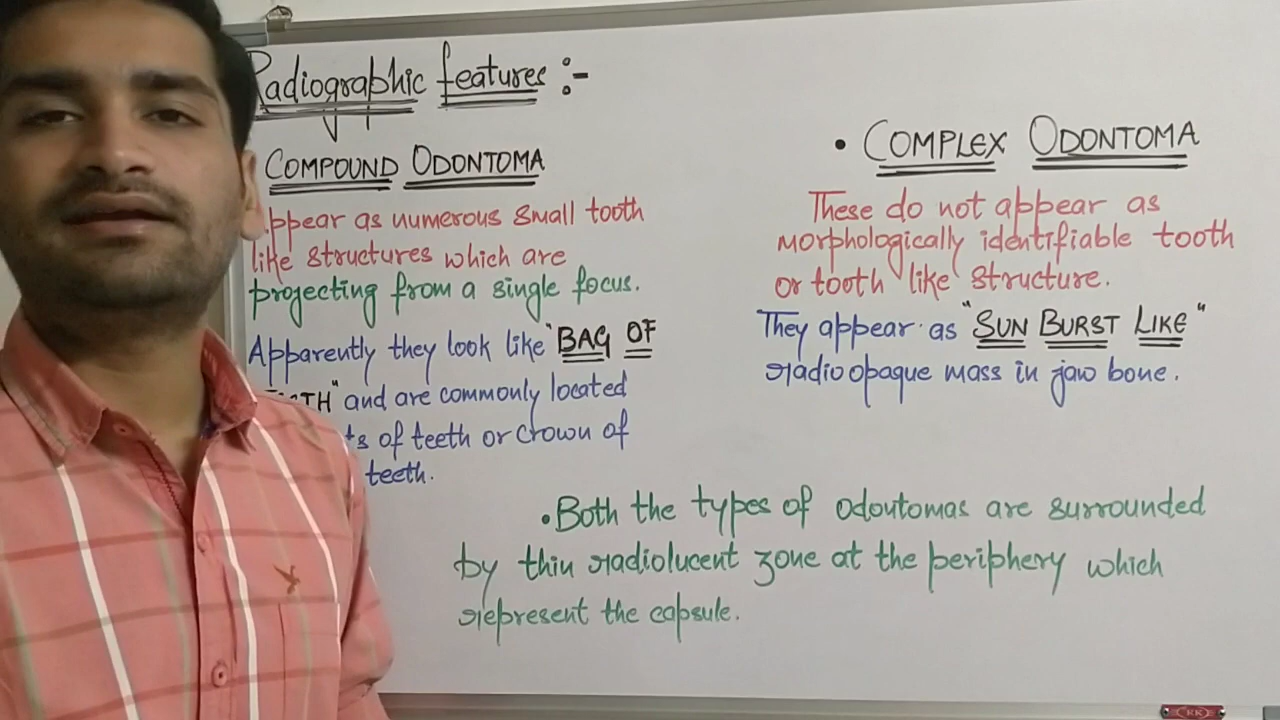 Radiographic features :-
COMPOUND ODONTOMA
ppear as numerous small tooth
like structures which are
projecting from a single focus.
Apparently they look like "BAG OF
TH" and are commonly located
ts of teeth or crown of
teeth.
• COMPLEX ODONTOMA
These do not appear as
morphologically identifiable tooth
or tooth like structure.
They appear as "SUN BURST LIKE"
radioopaque mass in jaw bone.
• Both the types of odontomas are surrounded
by thin radiolucent zone at the periphery which
represent the capsule.